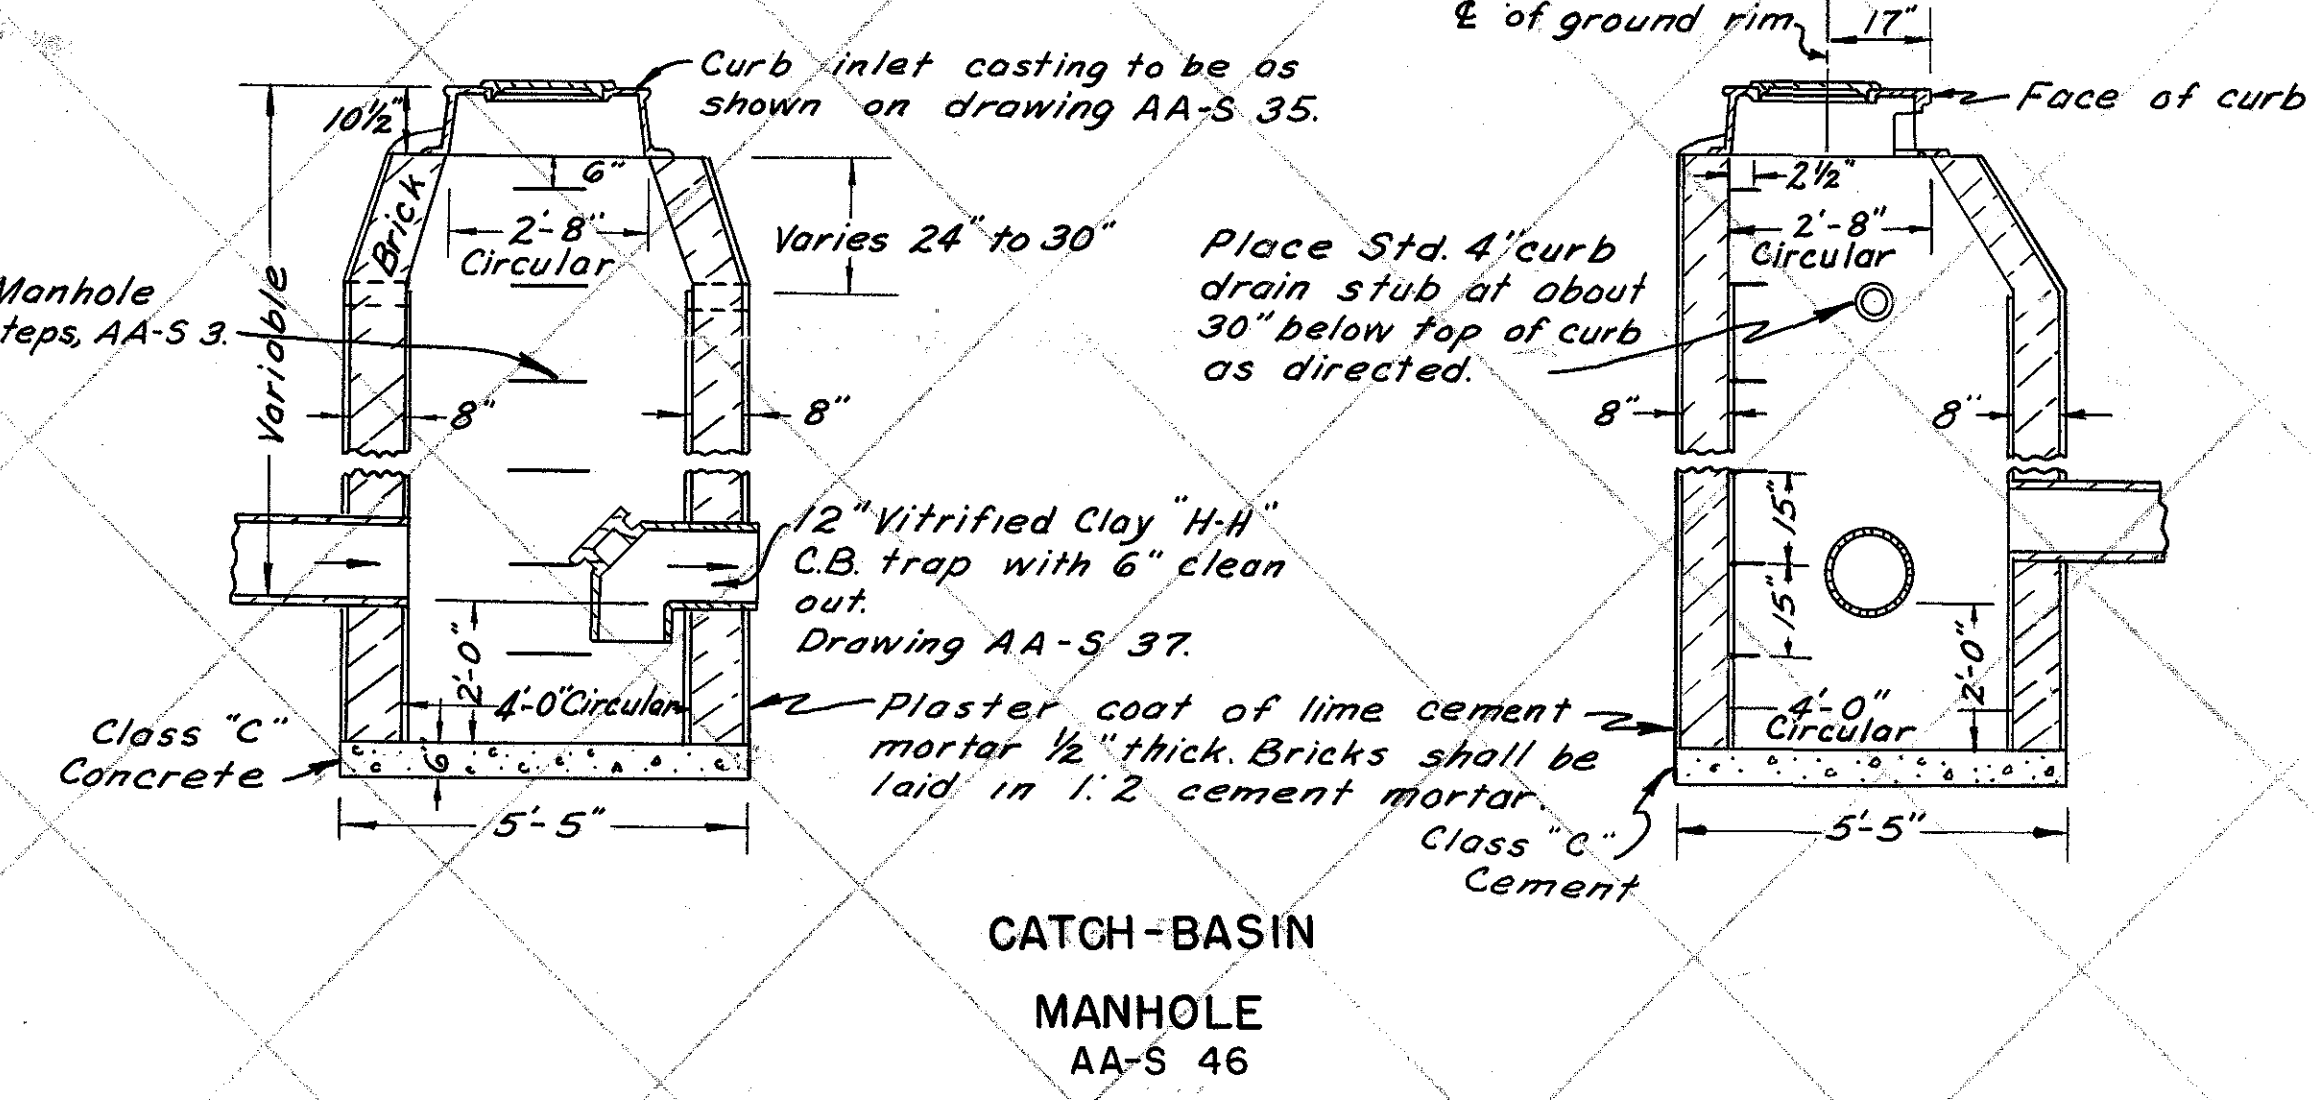 ℄ of ground rim
17"
Curb inlet casting to be as
shown on drawing AA-S 35.
Face of curb
10½"
6"
Brick
2'-8"
Circular
Varies 24" to 30"
Variable
Manhole
teps, AA-S 3.
8"
8"
2½"
2'-8"
Circular
Place Std. 4" curb
drain stub at about
30" below top of curb
as directed.
8"
8"
12" Vitrified Clay "H-H"
C.B. trap with 6" clean
out.
Drawing AA-S 37.
15"
15"
2'-0"
4'-0" Circular
2'-0"
4'-0"
Circular
Class "C"
Concrete
6"
Plaster coat of lime cement
mortar ½" thick. Bricks shall be
laid in 1:2 cement mortar.
Class "C"
Cement
5'-5"
5'-5"
CATCH-BASIN
MANHOLE
AA-S 46